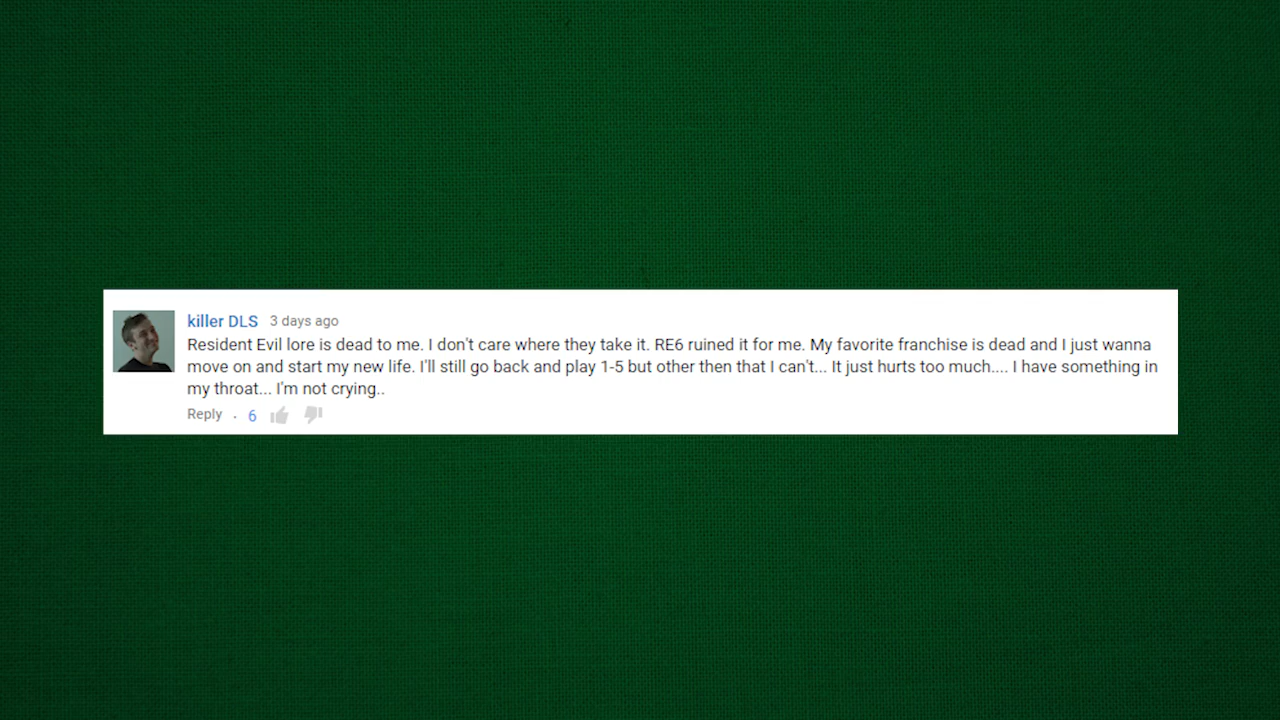 killer DLS 3 days ago
Resident Evil lore is dead to me. I don't care where they take it. RE6 ruined it for me. My favorite franchise is dead and I just wanna
move on and start my new life. I'll still go back and play 1-5 but other then that I can't... It just hurts too much.... I have something in
my throat... I'm not crying..
Reply · 6